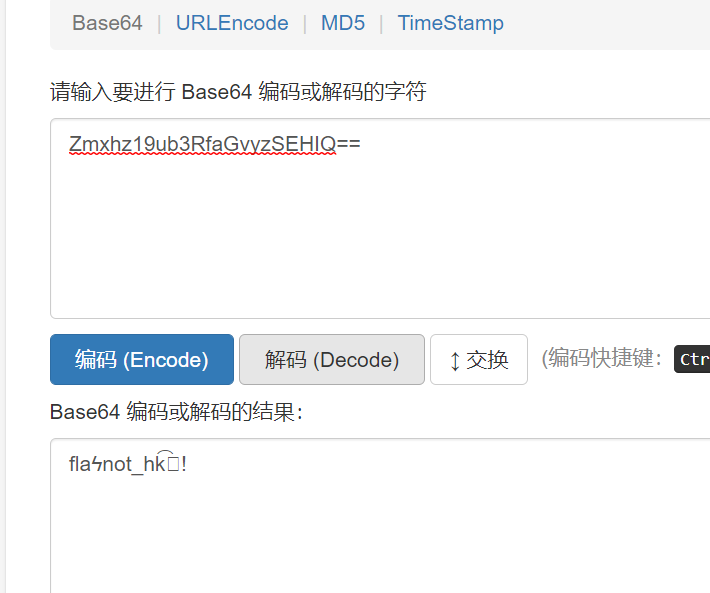 Base64 | URLEncode | MD5 | TimeStamp
请输入要进行 Base64 编码或解码的字符
Zmxhz19ub3RfaGvyzSEHIQ==
编码 (Encode) 解码 (Decode) ↕ 交换 (编码快捷键: Ctr
Base64 编码或解码的结果: